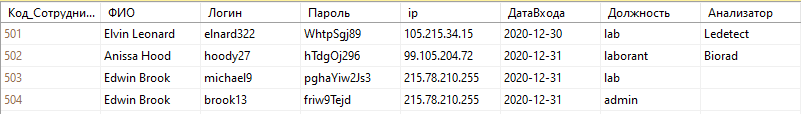 Код_Сотрудни... ФИО Логин Пароль ip ДатаВхода Должность Анализатор
501 Elvin Leonard elnard322 WhtpSgj89 105.215.34.15 2020-12-30 lab Ledetect
502 Anissa Hood hoody27 hTdgOj296 99.105.204.72 2020-12-31 laborant Biorad
503 Edwin Brook michael9 pghaYiw2Js3 215.78.210.255 2020-12-31 lab
504 Edwin Brook brook13 friw9Tejd 215.78.210.255 2020-12-31 admin